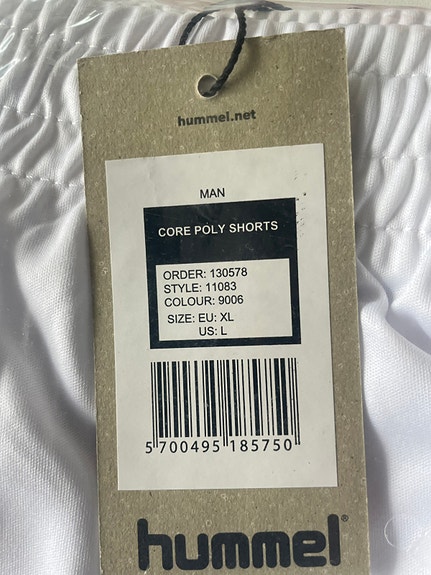 hummel.net
MAN
CORE POLY SHORTS
ORDER: 130578
STYLE: 11083
COLOUR: 9006
SIZE: EU: XL
US: L
5 700495 185750
hummel®